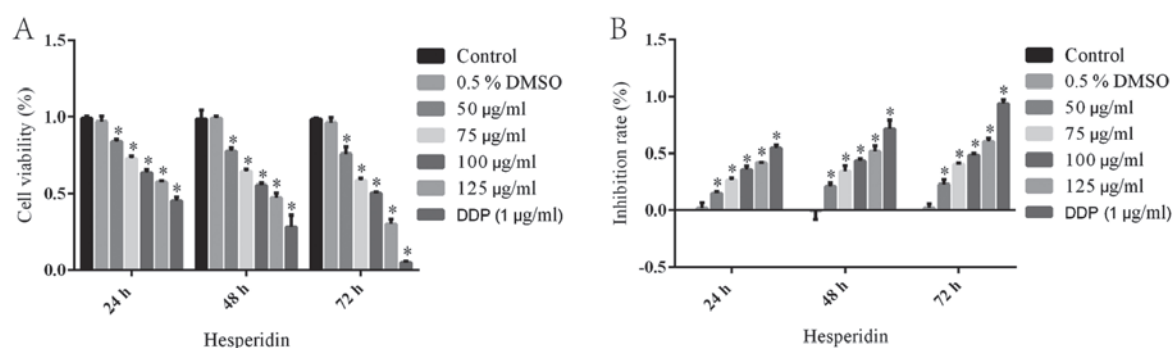 A
Cell viability (%)
1.5
1.0
0.5
0.0
* * * * *
* * * * *
* * * * *
24 h
48 h
72 h
Hesperidin
Control
0.5 % DMSO
50 µg/ml
75 µg/ml
100 µg/ml
125 µg/ml
DDP (1 µg/ml)
B
Inhibition rate (%)
1.5
1.0
0.5
0.0
-0.5
* * * * *
* * * * *
* * * * *
24 h
48 h
72 h
Hesperidin
Control
0.5 % DMSO
50 µg/ml
75 µg/ml
100 µg/ml
125 µg/ml
DDP (1 µg/ml)